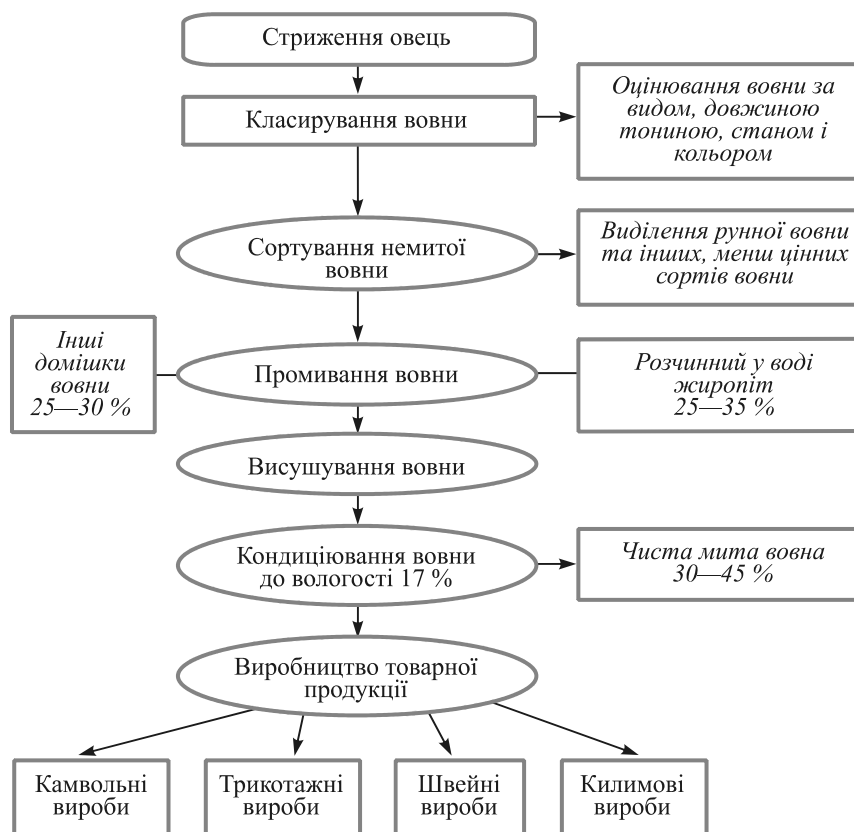 Стриження овець
Класирування вовни
Оцінювання вовни за
видом, довжиною
тониною, станом і
кольором
Сортування немитої
вовни
Виділення рунної вовни
та інших, менш цінних
сортів вовни
Інші
домішки
вовни
25—30 %
Промивання вовни
Розчинний у воді
жиропіт
25—35 %
Висушування вовни
Кондиціювання вовни
до вологості 17 %
Чиста мита вовна
30—45 %
Виробництво товарної
продукції
Камвольні
вироби
Трикотажні
вироби
Швейні
вироби
Килимові
вироби